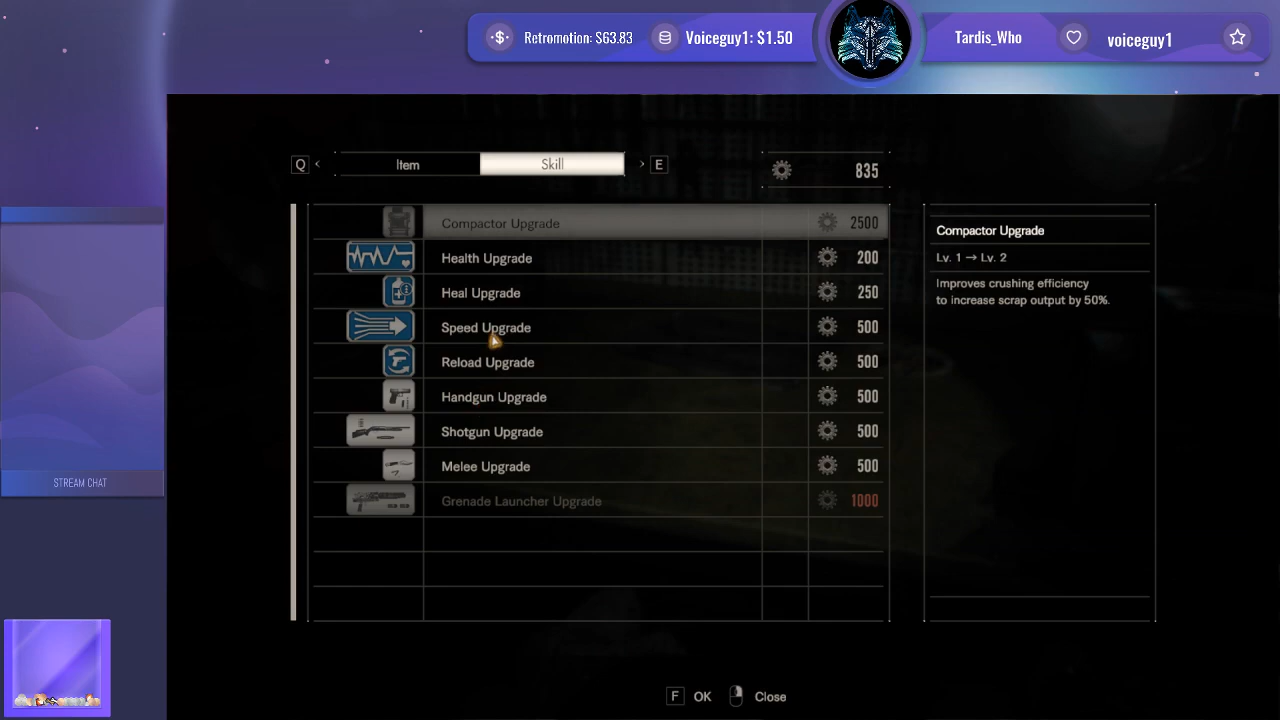 Retromotion: $63.83
Voiceguy1: $1.50
Tardis_Who
voiceguy1
Q < Item Skill > E
835
Compactor Upgrade 2500
Health Upgrade 200
Heal Upgrade 250
Speed Upgrade 500
Reload Upgrade 500
Handgun Upgrade 500
Shotgun Upgrade 500
Melee Upgrade 500
Grenade Launcher Upgrade 1000
Compactor Upgrade
Lv. 1 → Lv. 2
Improves crushing efficiency
to increase scrap output by 50%.
STREAM CHAT
F OK Close